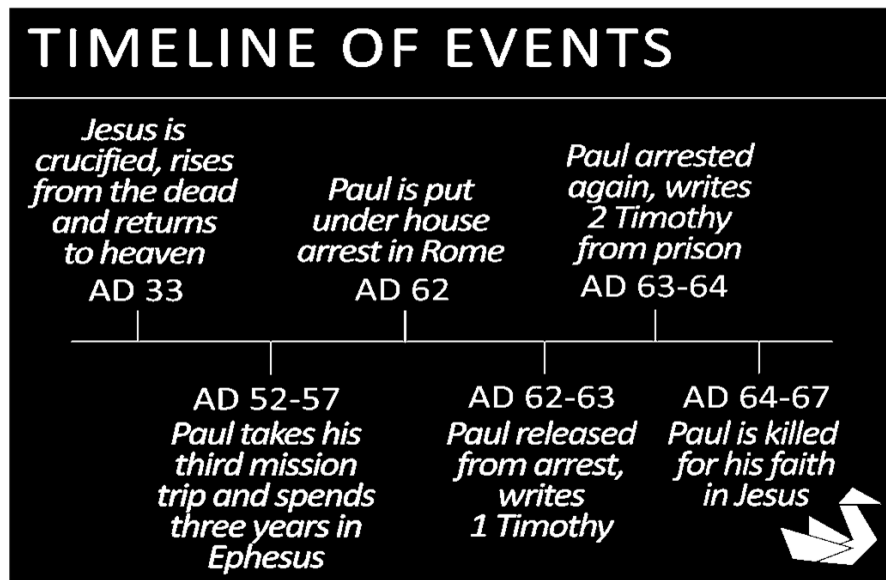 TIMELINE OF EVENTS
Jesus is
crucified, rises
from the dead
and returns
to heaven
AD 33
AD 52-57
Paul takes his
third mission
trip and spends
three years in
Ephesus
Paul is put
under house
arrest in Rome
AD 62
AD 62-63
Paul released
from arrest,
writes
1 Timothy
Paul arrested
again, writes
2 Timothy
from prison
AD 63-64
AD 64-67
Paul is killed
for his faith
in Jesus